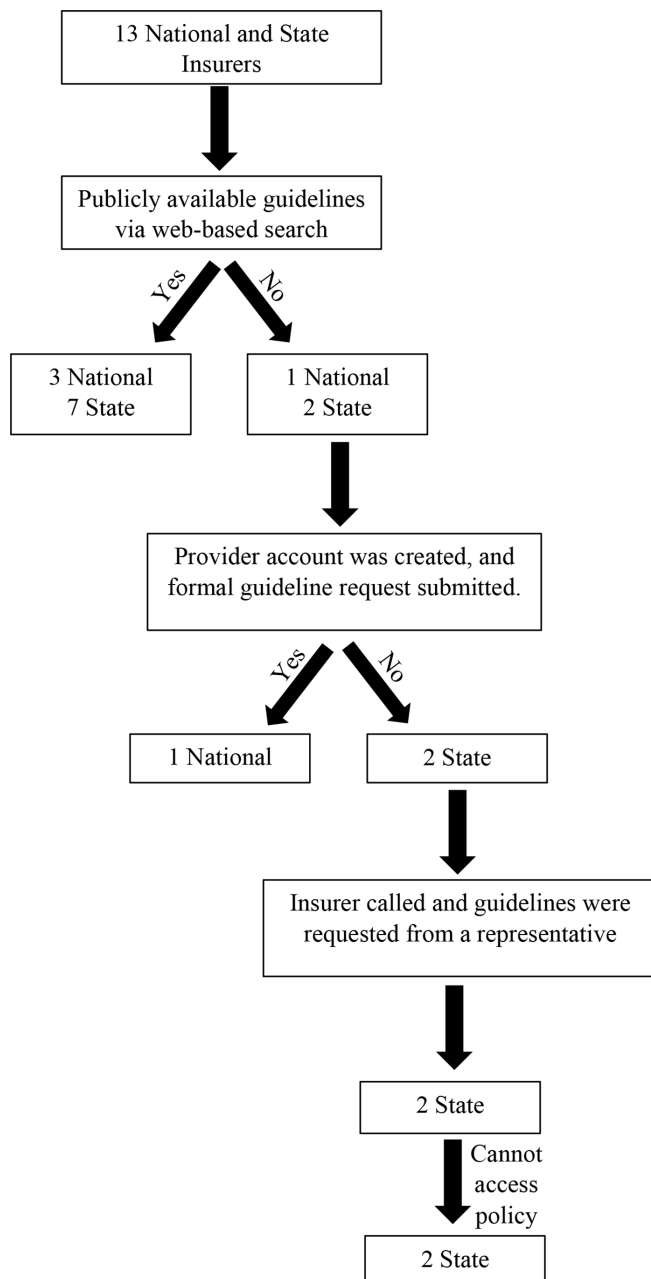 13 National and State
Insurers
Publicly available guidelines
via web-based search
Yes
No
3 National
7 State
1 National
2 State
Provider account was created, and
formal guideline request submitted.
Yes
No
1 National
2 State
Insurer called and guidelines were
requested from a representative
2 State
Cannot
access
policy
2 State